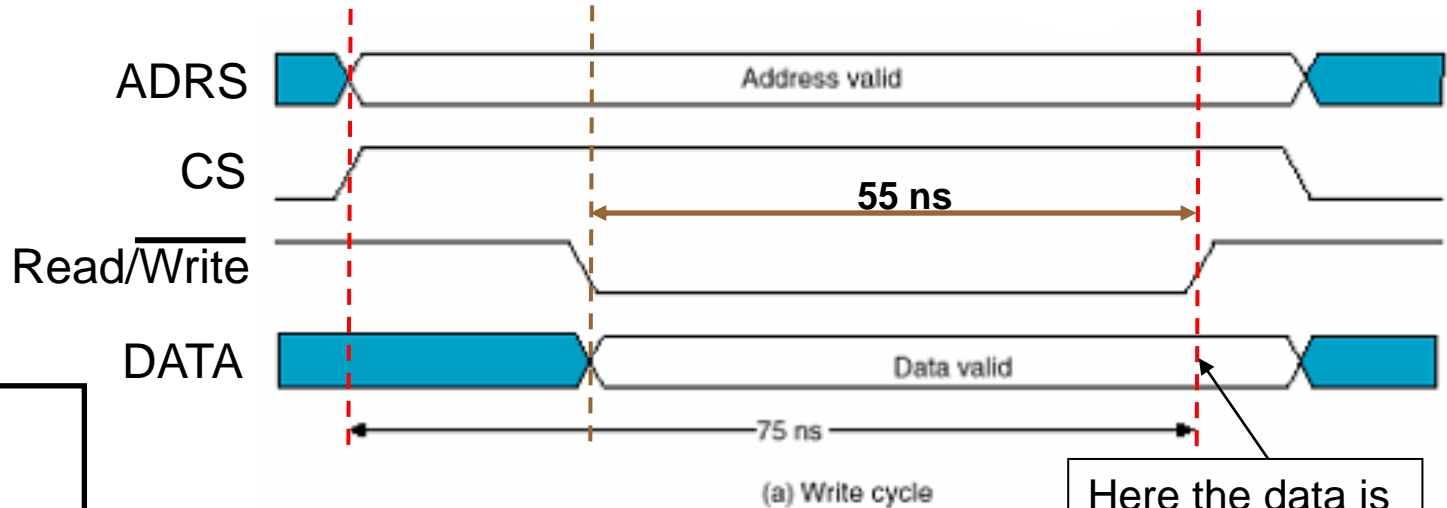 ADRS
Address valid
CS
55 ns
Read/Write
DATA
Data valid
75 ns
(a) Write cycle
Here the data is